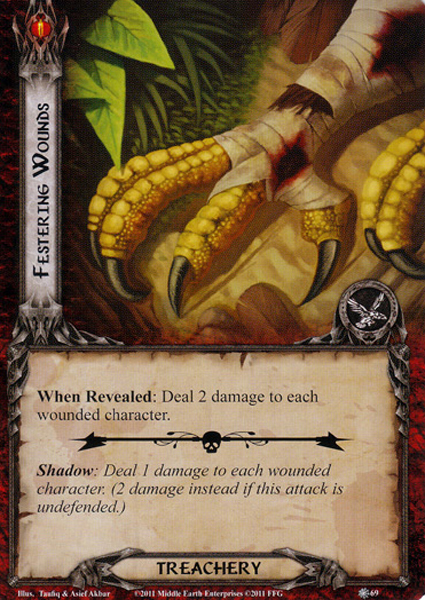 Festering Wounds
When Revealed: Deal 2 damage to each
wounded character.
Shadow: Deal 1 damage to each wounded
character. (2 damage instead if this attack is
undefended.)
TREACHERY
Illus. Taufiq & Asief Akbar ©2011 Middle Earth Enterprises ©2011 FFG 69